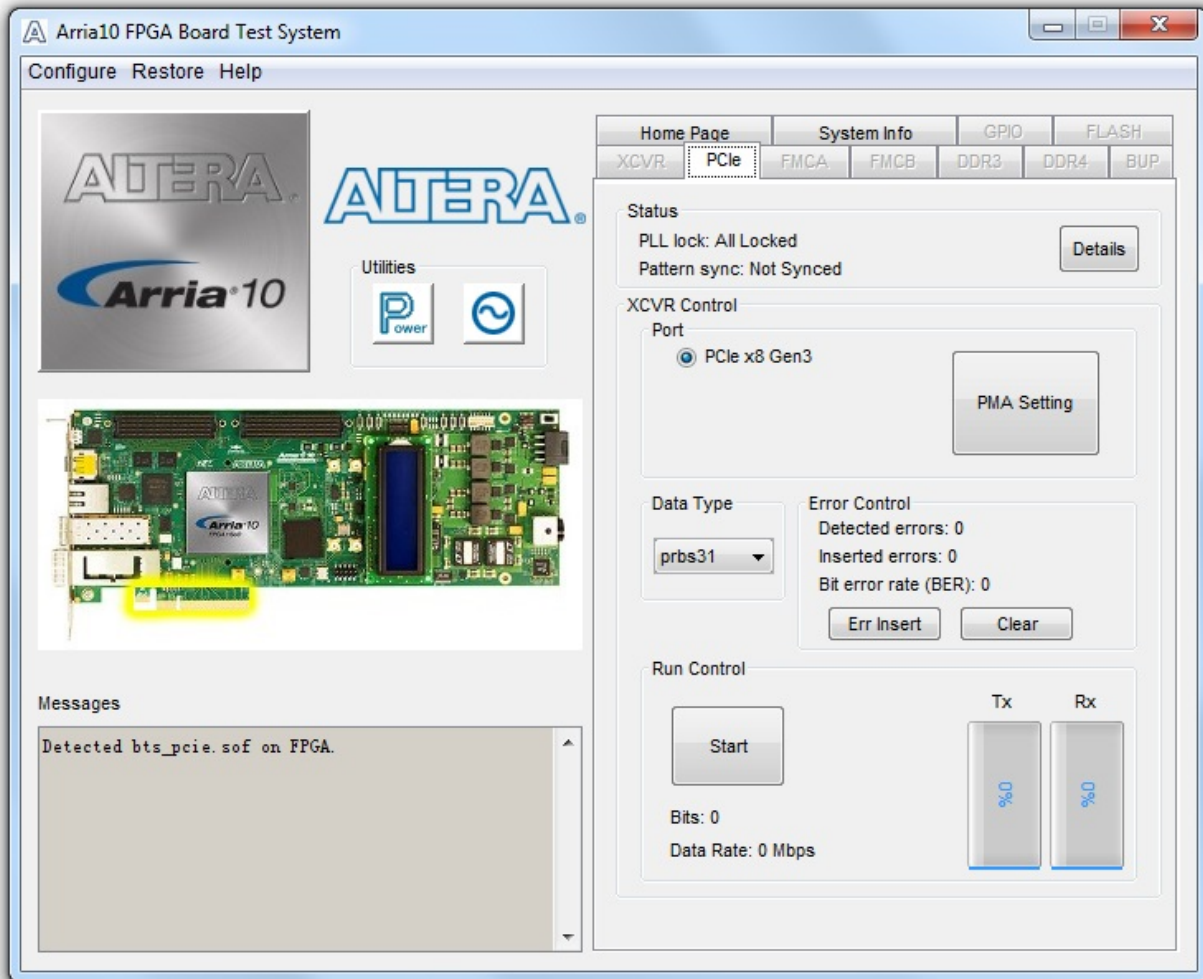 Arria10 FPGA Board Test System
Configure Restore Help
ALTERA.
Arria 10
ALTERA®
Utilities
Power
Home Page System Info GPIO FLASH
XCVR PCIe FMCA FMCB DDR3 DDR4 BUP
Status
PLL lock: All Locked
Pattern sync: Not Synced
Details
XCVR Control
Port
PCIe x8 Gen3
PMA Setting
Data Type
prbs31
Error Control
Detected errors: 0
Inserted errors: 0
Bit error rate (BER): 0
Err Insert Clear
ALTERA
Arria 10
Messages
Detected bts_pcie.sof on FPGA.
Run Control
Start
Bits: 0
Data Rate: 0 Mbps
Tx Rx
0% 0%